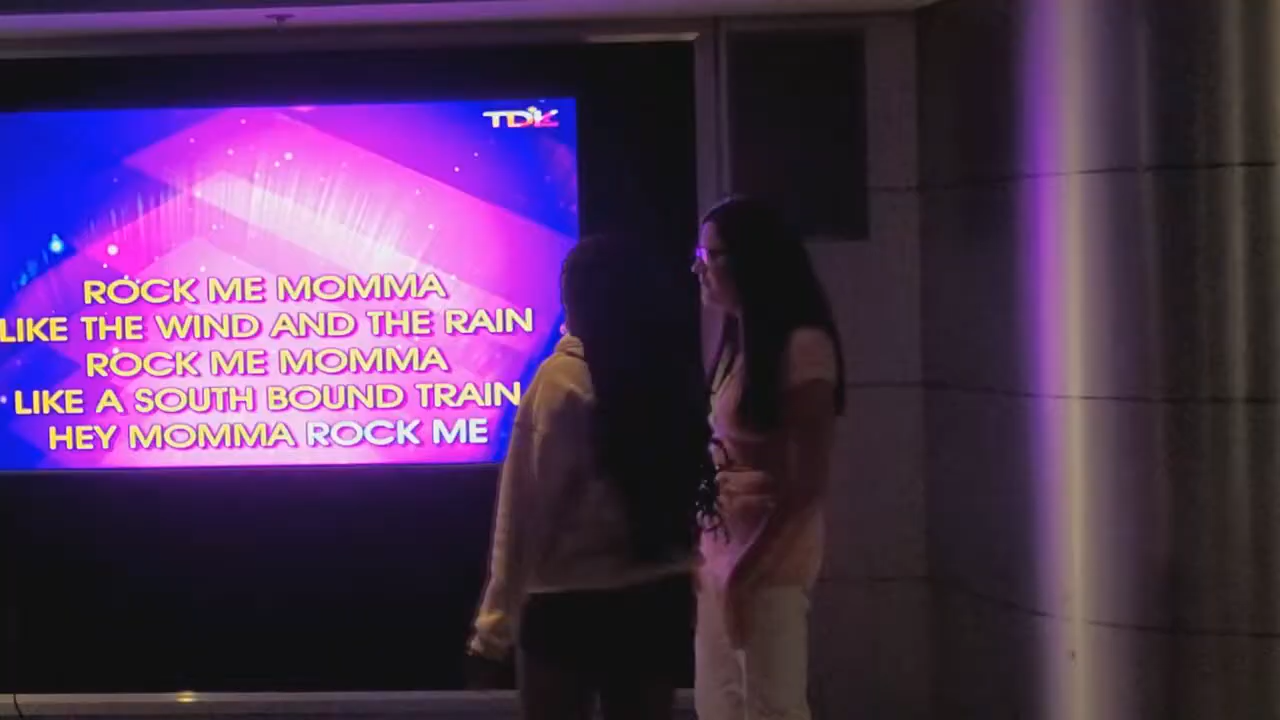 TDK
ROCK ME MOMMA
LIKE THE WIND AND THE RAIN
ROCK ME MOMMA
LIKE A SOUTH BOUND TRAIN
HEY MOMMA ROCK ME